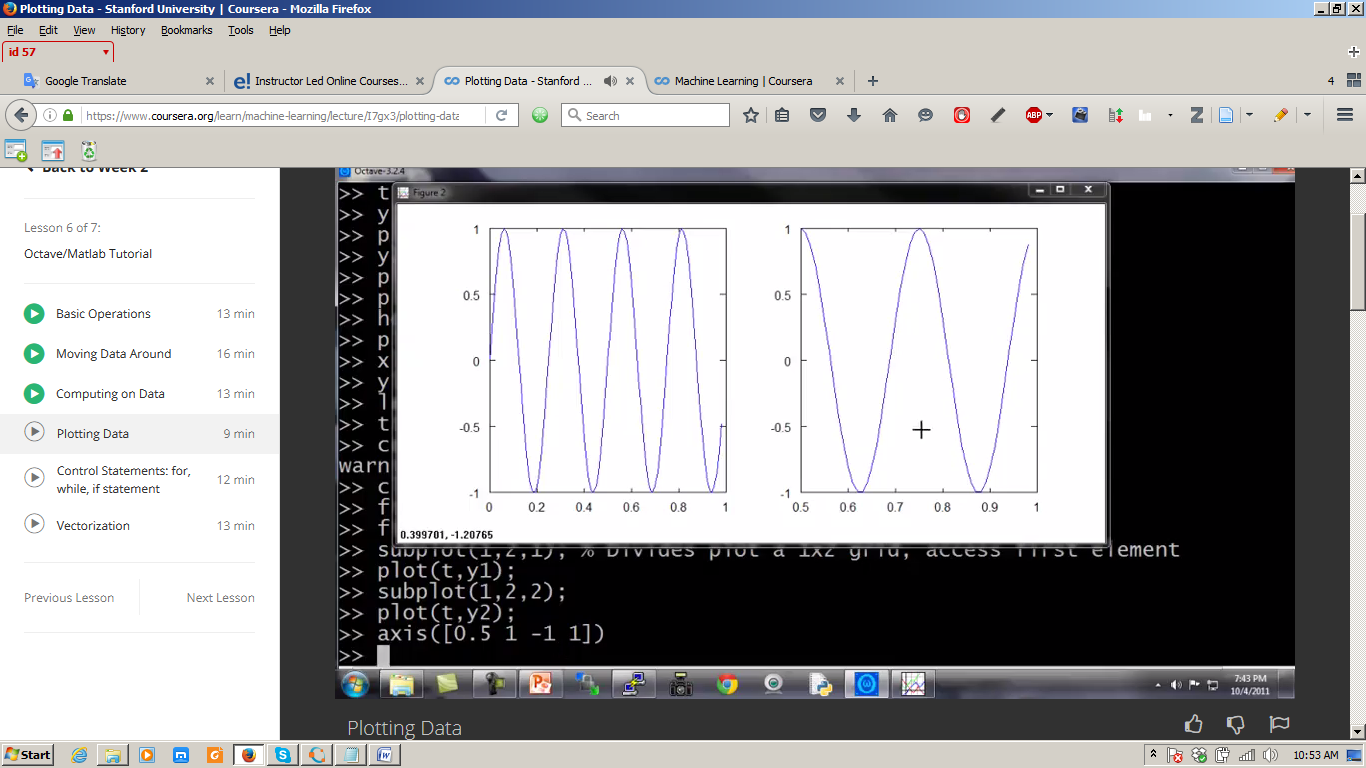 Plotting Data - Stanford University | Coursera - Mozilla Firefox
File Edit View History Bookmarks Tools Help
id 57
Google Translate
e! Instructor Led Online Courses...
Plotting Data - Stanford ...
Machine Learning | Coursera
4
https://www.coursera.org/learn/machine-learning/lecture/I7gx3/plotting-data
Search
ABP
Z
Back to Week 2
Lesson 6 of 7:
Octave/Matlab Tutorial
Basic Operations 13 min
Moving Data Around 16 min
Computing on Data 13 min
Plotting Data 9 min
Control Statements: for, while, if statement 12 min
Vectorization 13 min
Previous Lesson Next Lesson
Octave-3.2.4
Figure 2
>> t
>> y
>> p
>> y
>> p
>> p
>> h
>> p
>> x
>> y
>> l
>> t
>> c
warn
>> c
>> f
>> f
1
0.5
0
-0.5
-1
0 0.2 0.4 0.6 0.8 1
1
0.5
0
-0.5
-1
0.5 0.6 0.7 0.8 0.9 1
0.399701, -1.20765
>> subplot(1,2,1); % Divides plot a 1x2 grid, access first element
>> plot(t,y1);
>> subplot(1,2,2);
>> plot(t,y2);
>> axis([0.5 1 -1 1])
>>
7:43 PM
10/4/2011
Plotting Data
Start
10:53 AM